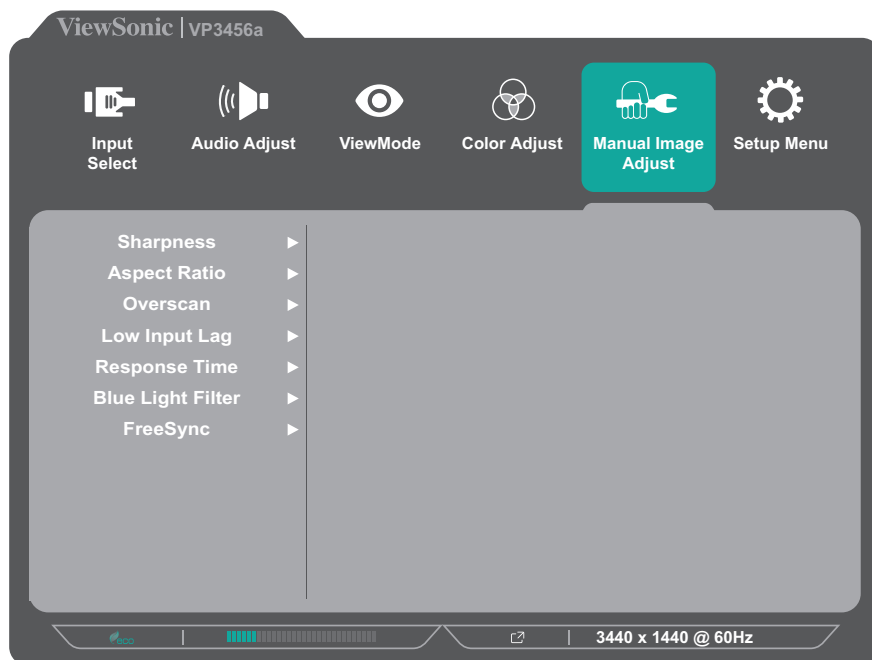 ViewSonic | VP3456a
Input Select
Audio Adjust
ViewMode
Color Adjust
Manual Image Adjust
Setup Menu
Sharpness
Aspect Ratio
Overscan
Low Input Lag
Response Time
Blue Light Filter
FreeSync
eco
3440 x 1440 @ 60Hz